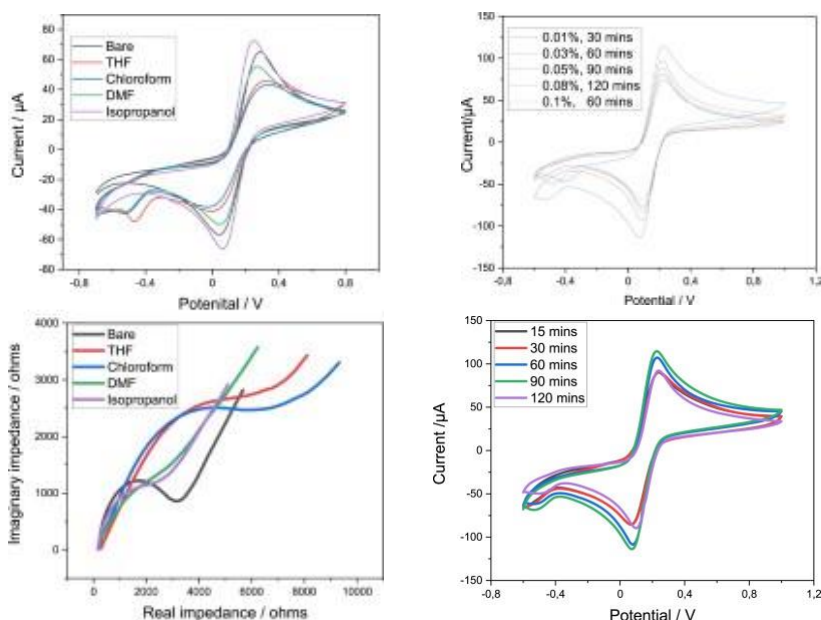 Bare
THF
Chloroform
DMF
Isopropanol
80
60
40
20
0
-20
-40
-60
-80
Current / µA
-0,8
-0,4
0
0,4
0,8
Potenital / V
0.01%, 30 mins
0.03%, 60 mins
0.05%, 90 mins
0.08%, 120 mins
0.1%, 60 mins
150
100
50
0
-50
-100
-150
Current/µA
-0,8
-0,4
0
0,4
0,8
1,2
Potential / V
Bare
THF
Chloroform
DMF
Isopropanol
4000
3000
2000
1000
0
Imaginary impedance / ohms
0
2000
4000
6000
8000
10000
Real impedance / ohms
15 mins
30 mins
60 mins
90 mins
120 mins
150
100
50
0
-50
-100
-150
Current /µA
-0,8
-0,4
0
0,4
0,8
1,2
Potential / V